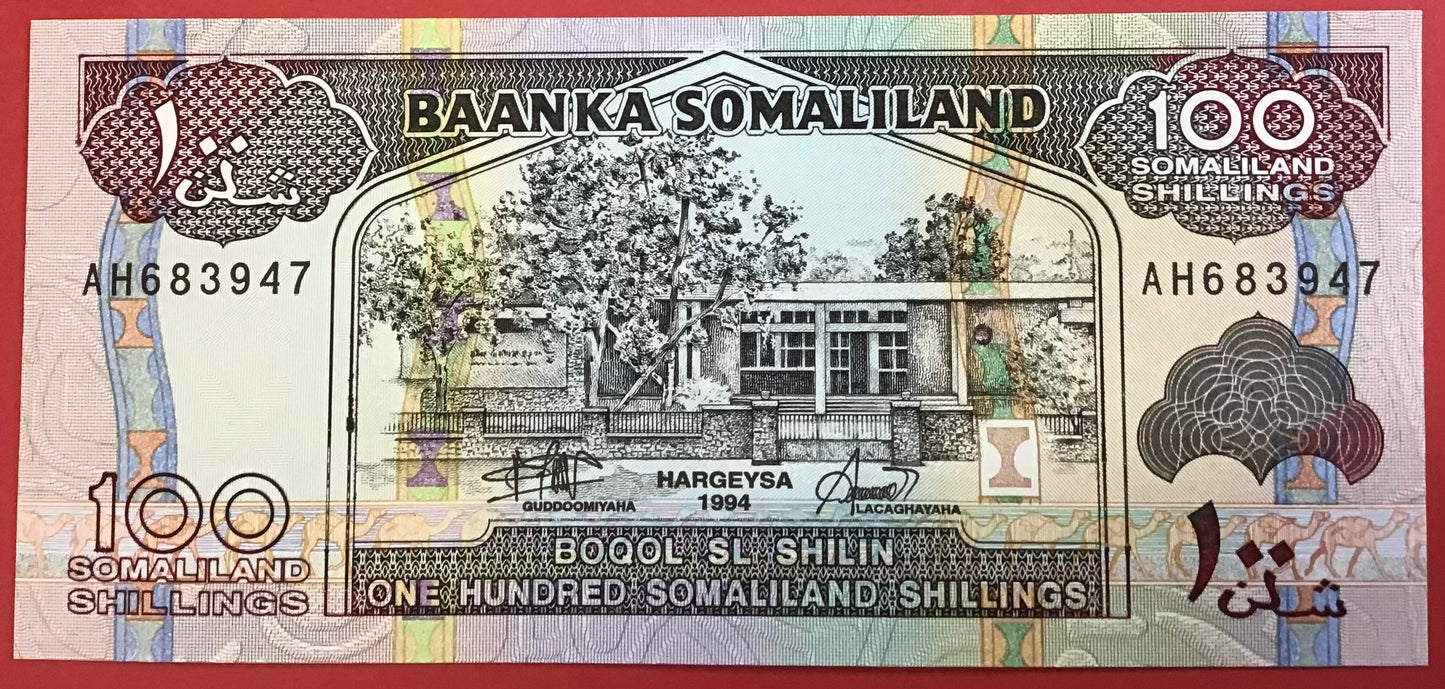 BAANKA SOMALILAND
١٠٠
شلن
100
SOMALILAND
SHILLINGS
AH683947
AH683947
HARGEYSA
1994
GUDDOOMIYAHA
LACAGHAYAHA
100
SOMALILAND
SHILLINGS
BOQOL SL SHILIN
ONE HUNDRED SOMALILAND SHILLINGS
١٠٠
شلن